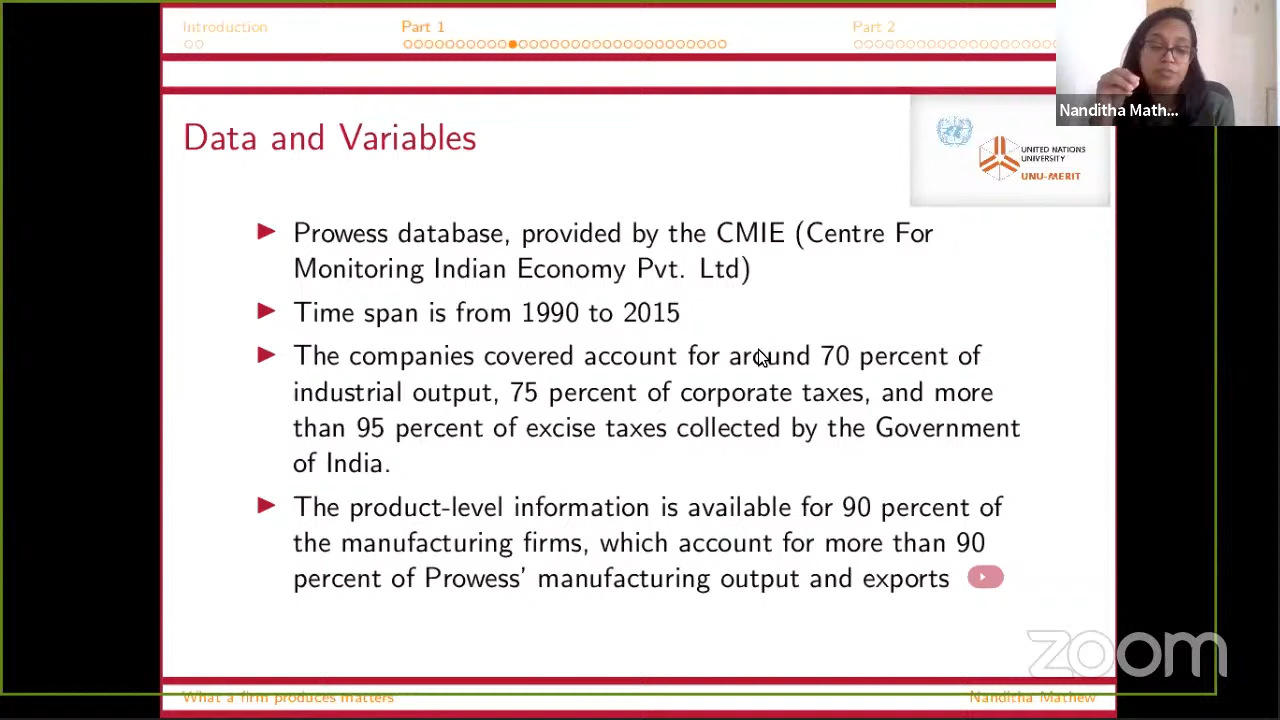 Introduction
Part 1
Part 2
Nanditha Math...
Data and Variables
UNITED NATIONS
UNIVERSITY
UNU-MERIT
Prowess database, provided by the CMIE (Centre For
Monitoring Indian Economy Pvt. Ltd)
Time span is from 1990 to 2015
The companies covered account for around 70 percent of
industrial output, 75 percent of corporate taxes, and more
than 95 percent of excise taxes collected by the Government
of India.
The product-level information is available for 90 percent of
the manufacturing firms, which account for more than 90
percent of Prowess' manufacturing output and exports
zoom
What a firm produces matters
Nanditha Mathew